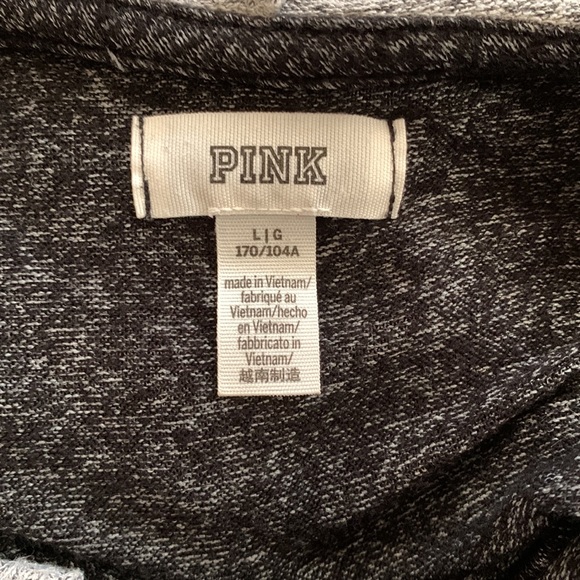 PINK
L | G
170/104A
made in Vietnam/
fabriqué au
Vietnam/hecho
en Vietnam/
fabbricato in
Vietnam/
越南制造